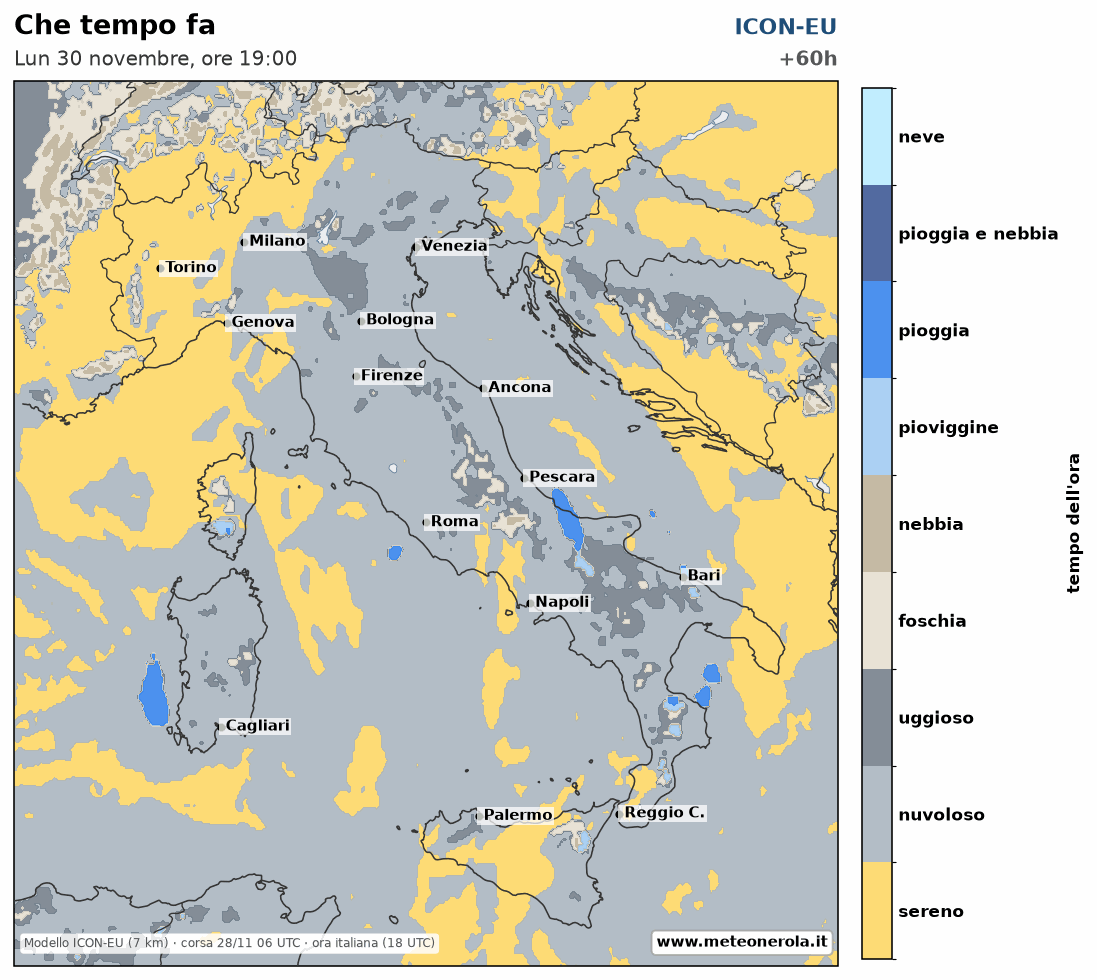 Che tempo fa
ICON-EU
Lun 30 novembre, ore 19:00
+60h
neve
pioggia e nebbia
pioggia
pioviggine
nebbia
foschia
uggioso
nuvoloso
sereno
tempo dell'ora
Milano
Venezia
Torino
Genova
Bologna
Firenze
Ancona
Pescara
Roma
Bari
Napoli
Cagliari
Palermo
Reggio C.
Modello ICON-EU (7 km) · corsa 28/11 06 UTC · ora italiana (18 UTC)
www.meteonerola.it